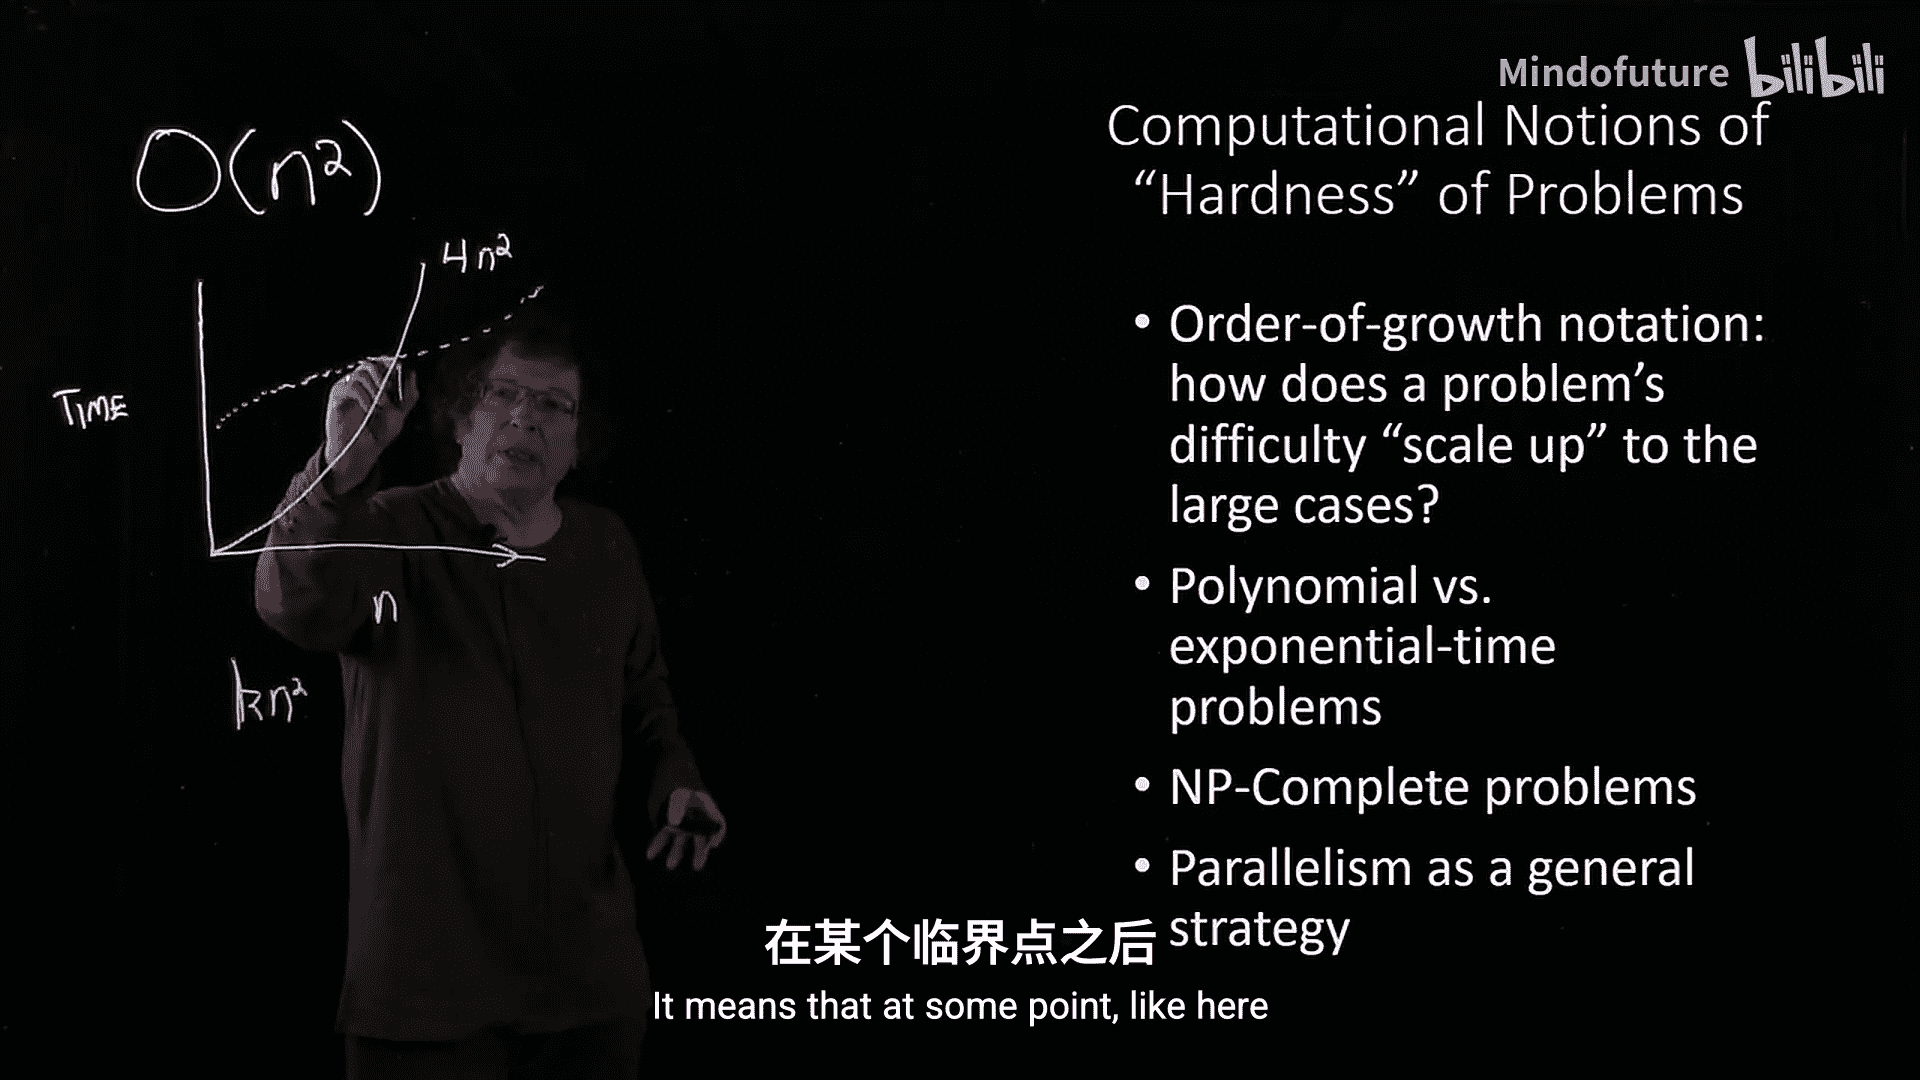 Mindofuture bilibili
Computational Notions of
“Hardness” of Problems
O(n²)
4n²
TIME
n
kn²
• Order-of-growth notation:
how does a problem’s
difficulty “scale up” to the
large cases?
• Polynomial vs.
exponential-time
problems
• NP-Complete problems
• Parallelism as a general
strategy
在某个临界点之后
It means that at some point, like here